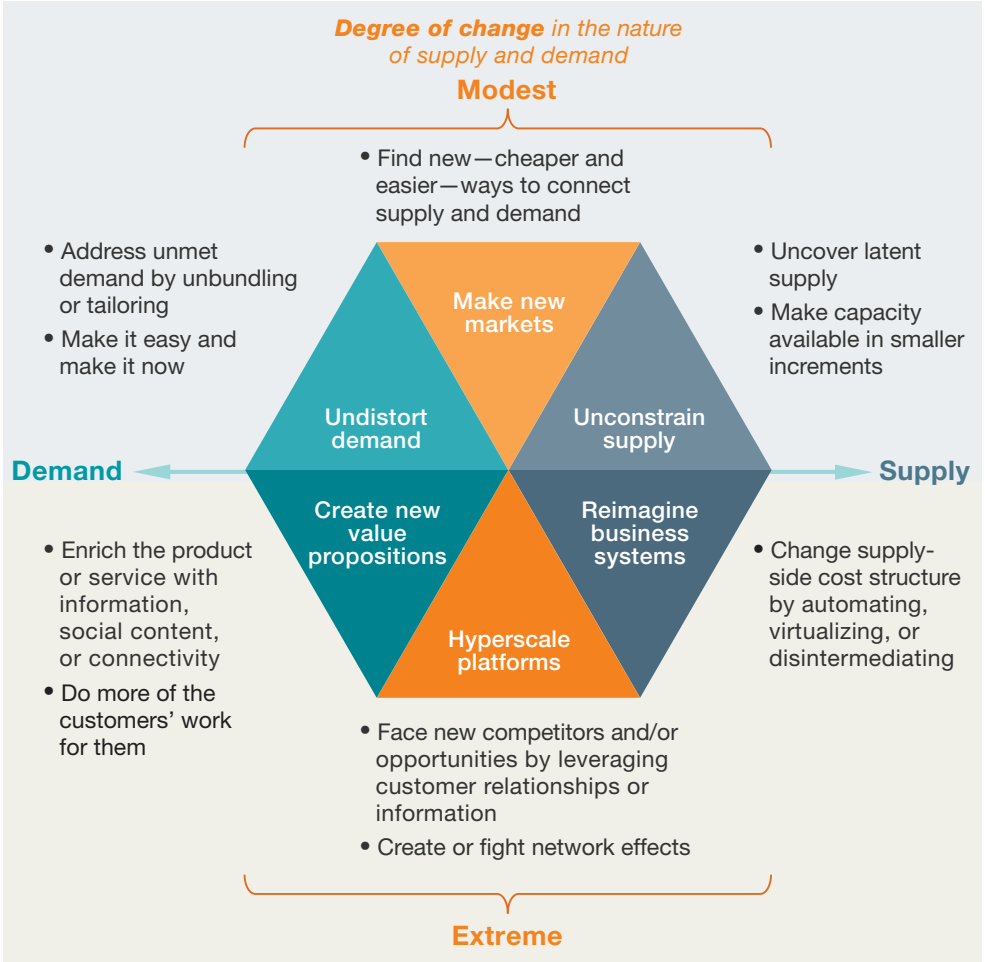 Degree of change in the nature
of supply and demand
Modest
• Find new—cheaper and
easier—ways to connect
supply and demand
• Address unmet
demand by unbundling
or tailoring
• Make it easy and
make it now
• Uncover latent
supply
• Make capacity
available in smaller
increments
Make new
markets
Undistort
demand
Unconstrain
supply
Demand
Supply
Create new
value
propositions
Reimagine
business
systems
Hyperscale
platforms
• Enrich the product
or service with
information,
social content,
or connectivity
• Do more of the
customers’ work
for them
• Change supply-
side cost structure
by automating,
virtualizing, or
disintermediating
• Face new competitors and/or
opportunities by leveraging
customer relationships or
information
• Create or fight network effects
Extreme